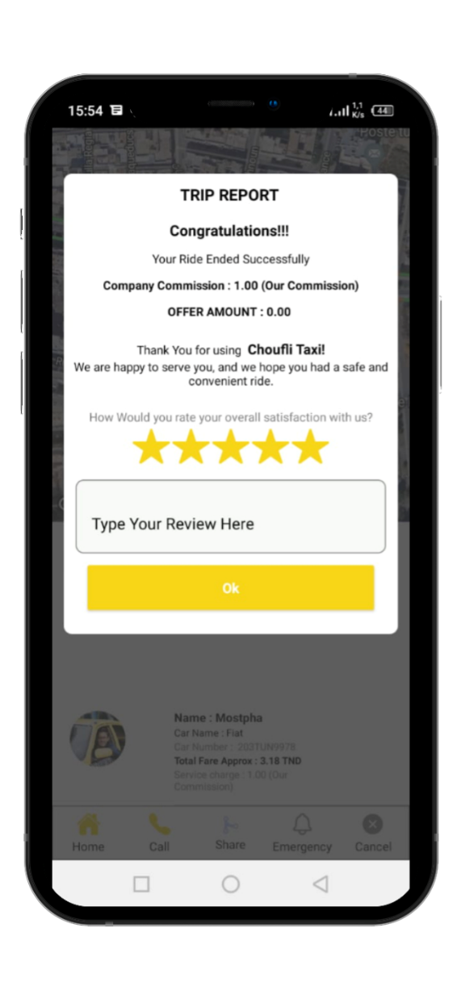 15:54
1,1
K/s
44
Poste tu
TRIP REPORT
Congratulations!!!
Your Ride Ended Successfully
Company Commission : 1.00 (Our Commission)
OFFER AMOUNT : 0.00
Thank You for using Choufli Taxi!
We are happy to serve you, and we hope you had a safe and
convenient ride.
How Would you rate your overall satisfaction with us?
Type Your Review Here
Ok
Name : Mostpha
Car Name : Fiat
Car Number : 203TUN9978
Total Fare Approx : 3.18 TND
Service charge : 1.00 (Our
Commission)
Home Call Share Emergency Cancel